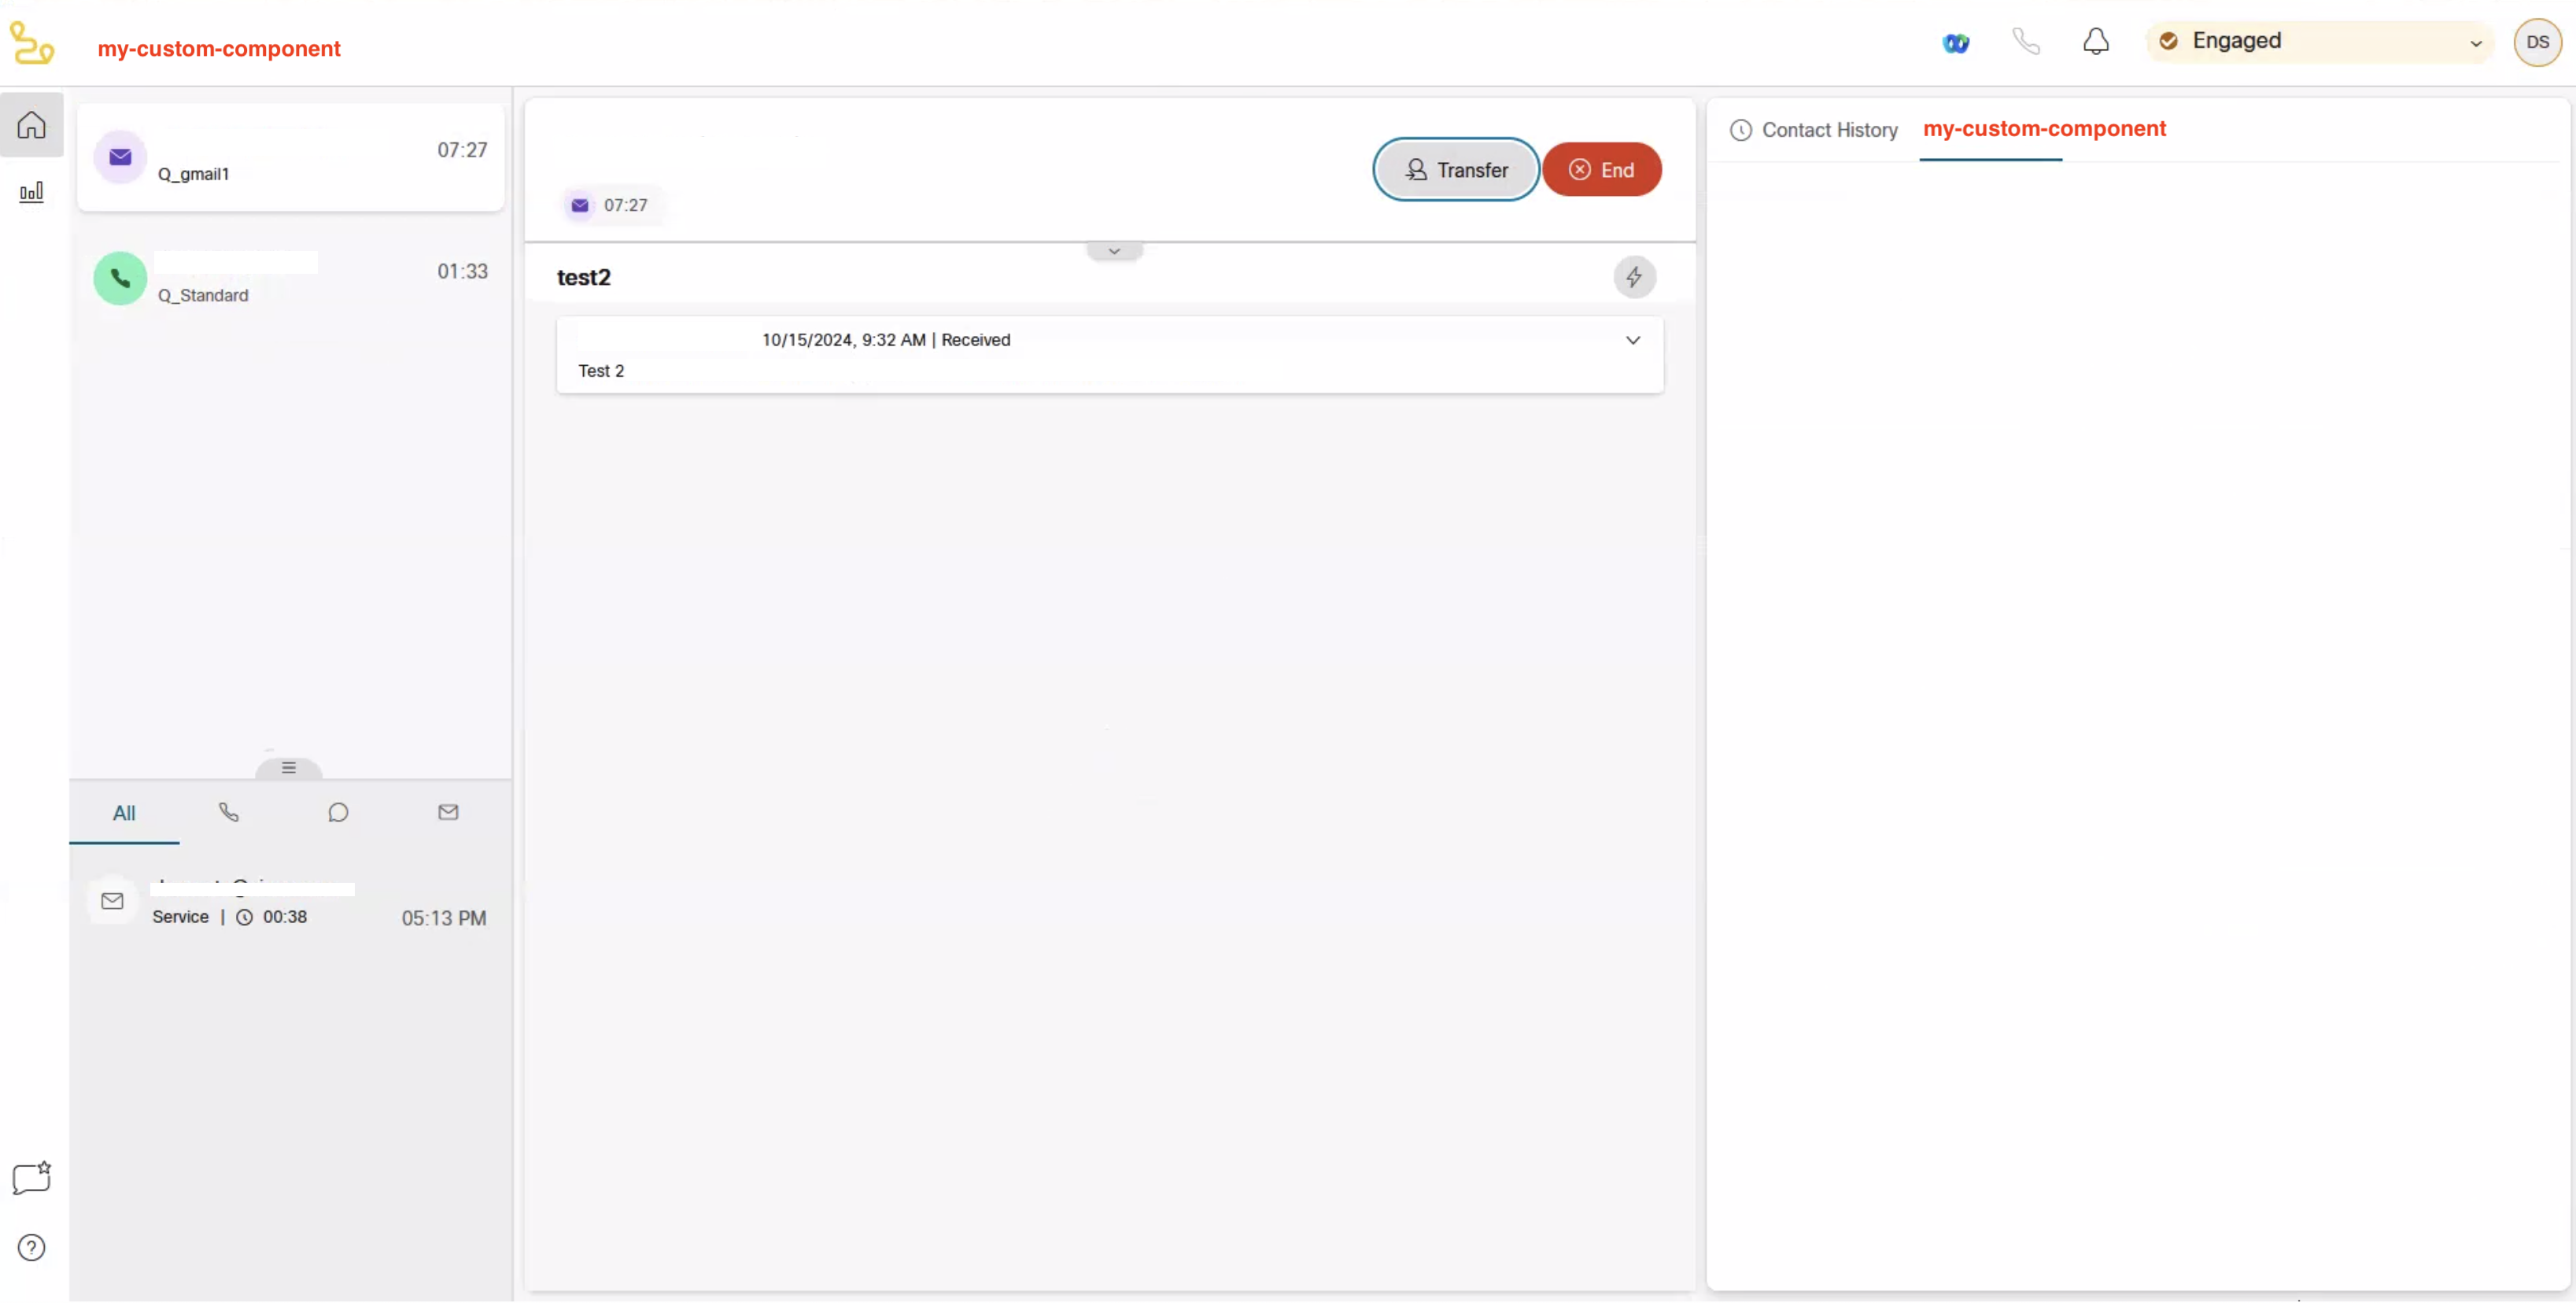 my-custom-component
Engaged
DS
07:27
Q_gmail1
01:33
Q_Standard
All
Service | 00:38
05:13 PM
Transfer
End
07:27
test2
10/15/2024, 9:32 AM | Received
Test 2
Contact History
my-custom-component